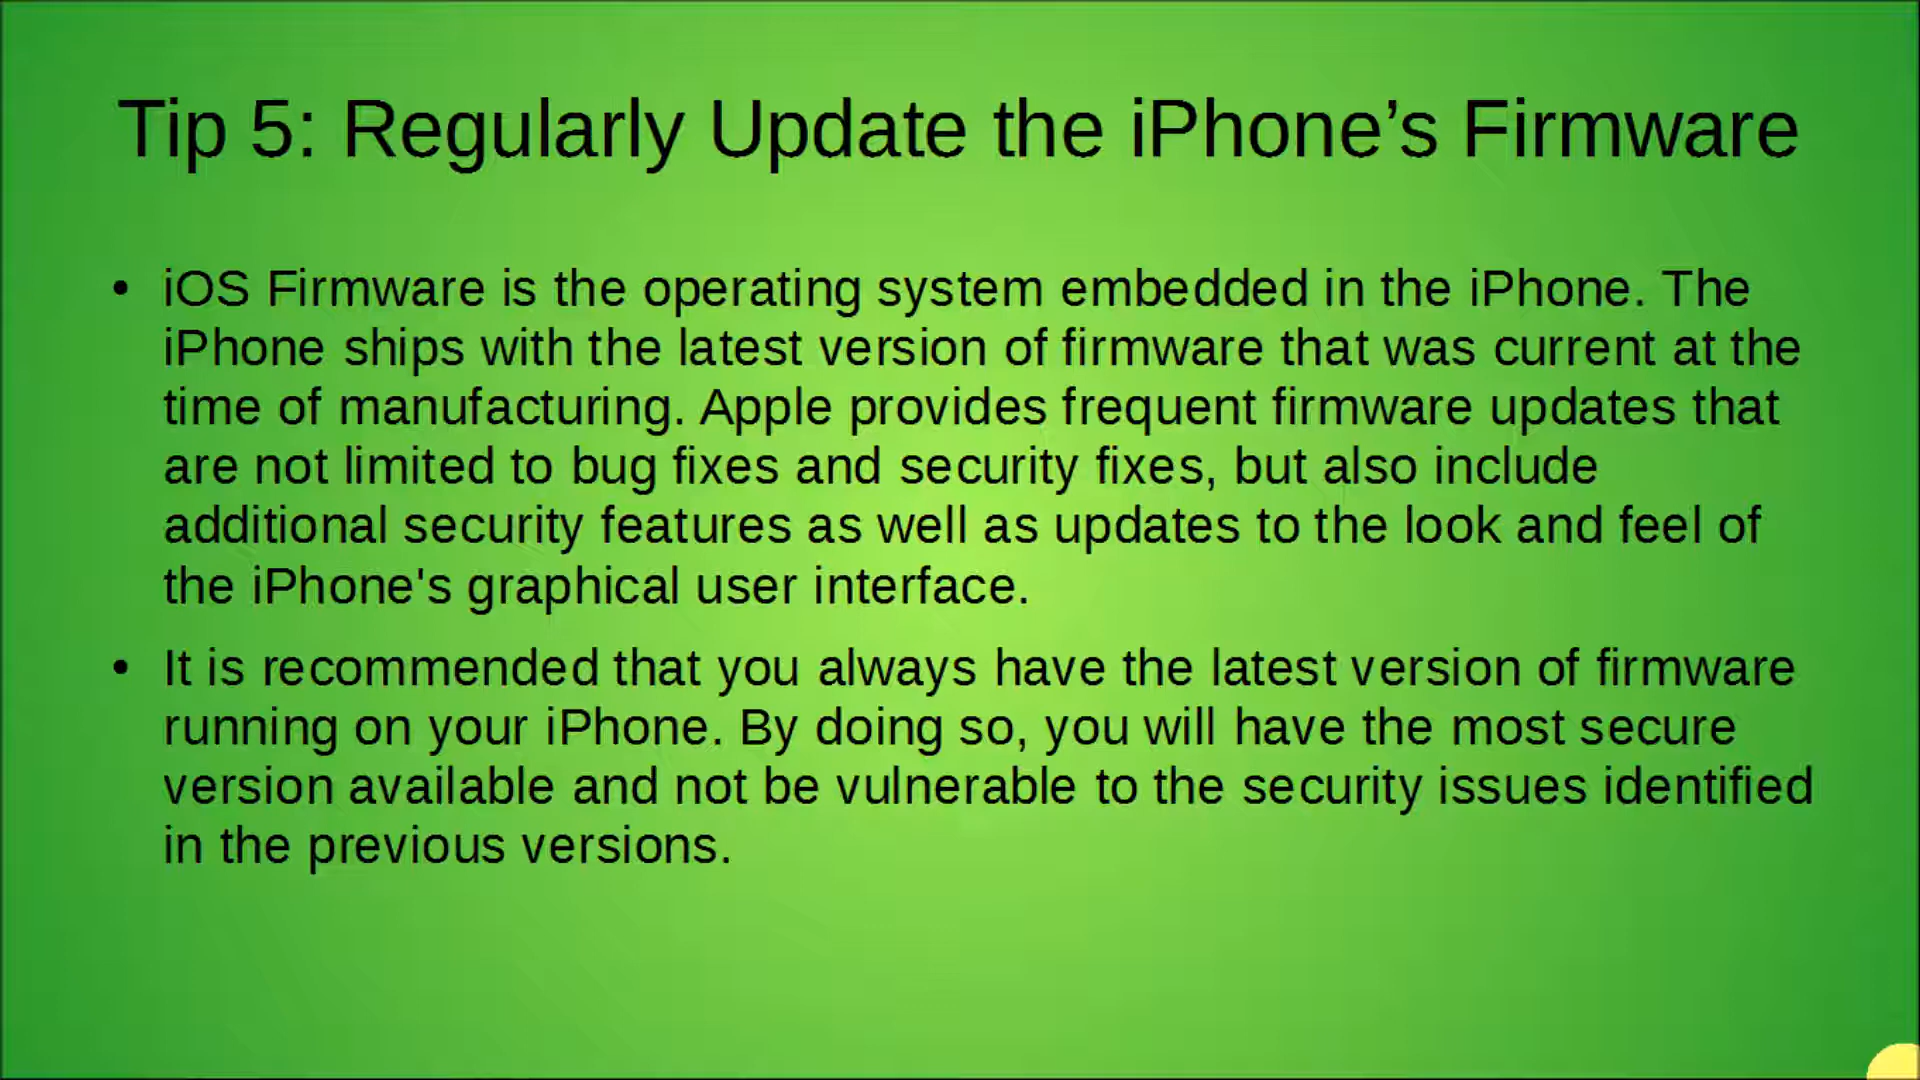 Tip 5: Regularly Update the iPhone’s Firmware
• iOS Firmware is the operating system embedded in the iPhone. The
iPhone ships with the latest version of firmware that was current at the
time of manufacturing. Apple provides frequent firmware updates that
are not limited to bug fixes and security fixes, but also include
additional security features as well as updates to the look and feel of
the iPhone's graphical user interface.
• It is recommended that you always have the latest version of firmware
running on your iPhone. By doing so, you will have the most secure
version available and not be vulnerable to the security issues identified
in the previous versions.